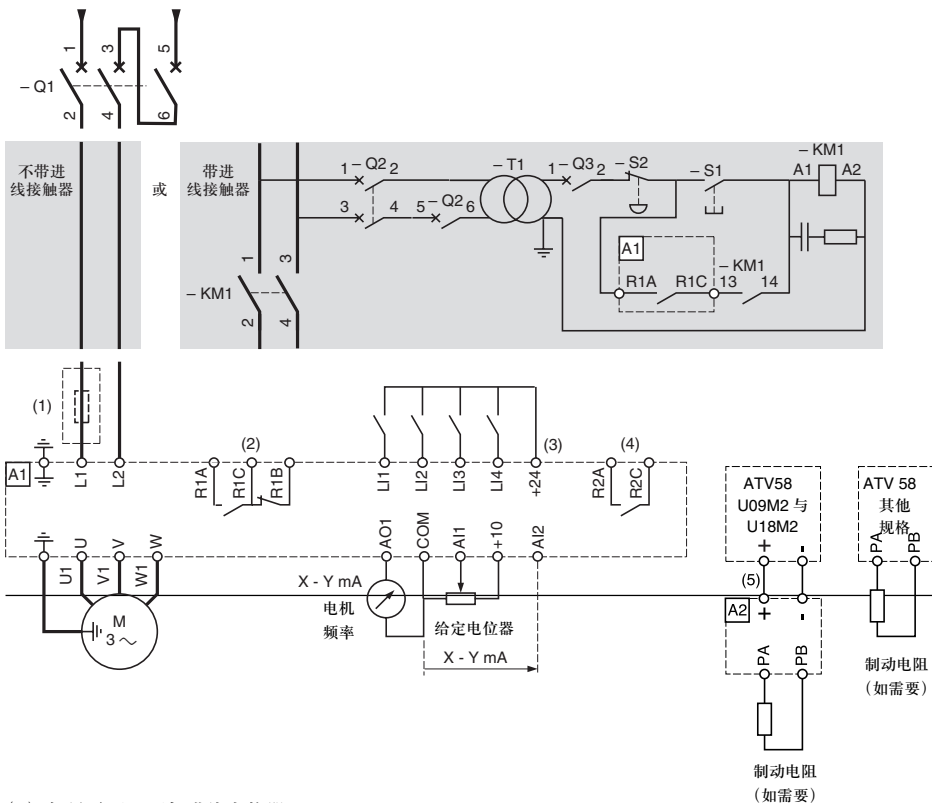 1
3
5
– Q1
2
4
6
不带进
线接触器
或
带进
线接触器
1
– Q2
2
– T1
1
– Q3
2
– S2
– S1
– KM1
A1
A2
3
4
5
– Q2
6
A1
R1A
R1C
– KM1
13
14
1
3
– KM1
2
4
(1)
(2)
(3)
(4)
A1
L1
L2
R1A
R1C
R1B
LI1
LI2
LI3
LI4
+24
R2A
R2C
ATV58
U09M2 与
U18M2
+
-
ATV 58
其他
规格
PA
PB
U
V
W
AO1
COM
AI1
+10
AI2
U1
V1
W1
X - Y mA
电机
频率
给定电位器
X - Y mA
M
3
(5)
A2
+
-
PA
PB
制动电阻
(如需要)
制动电阻
(如需要)